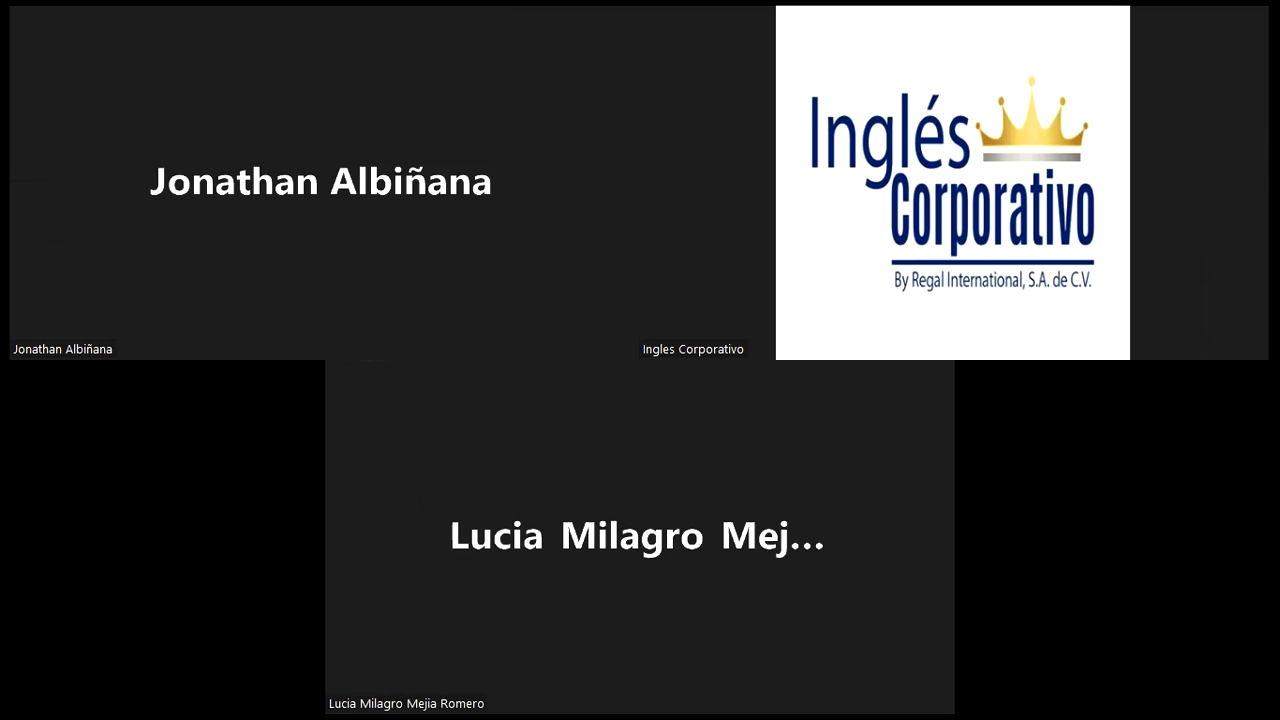 Jonathan Albiñana
Jonathan Albiñana
Inglés
Corporativo
By Regal International, S.A. de C.V.
Ingles Corporativo
Lucia Milagro Mej...
Lucia Milagro Mejia Romero